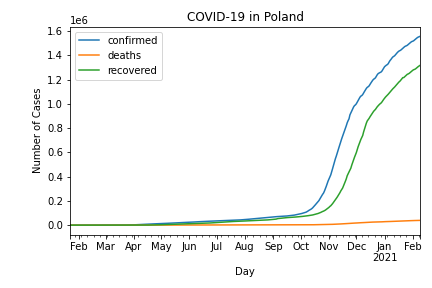 COVID-19 in Poland
1e6
confirmed
deaths
recovered
Number of Cases
1.6
1.4
1.2
1.0
0.8
0.6
0.4
0.2
0.0
Feb Mar Apr May Jun Jul Aug Sep Oct Nov Dec Jan Feb
2021
Day